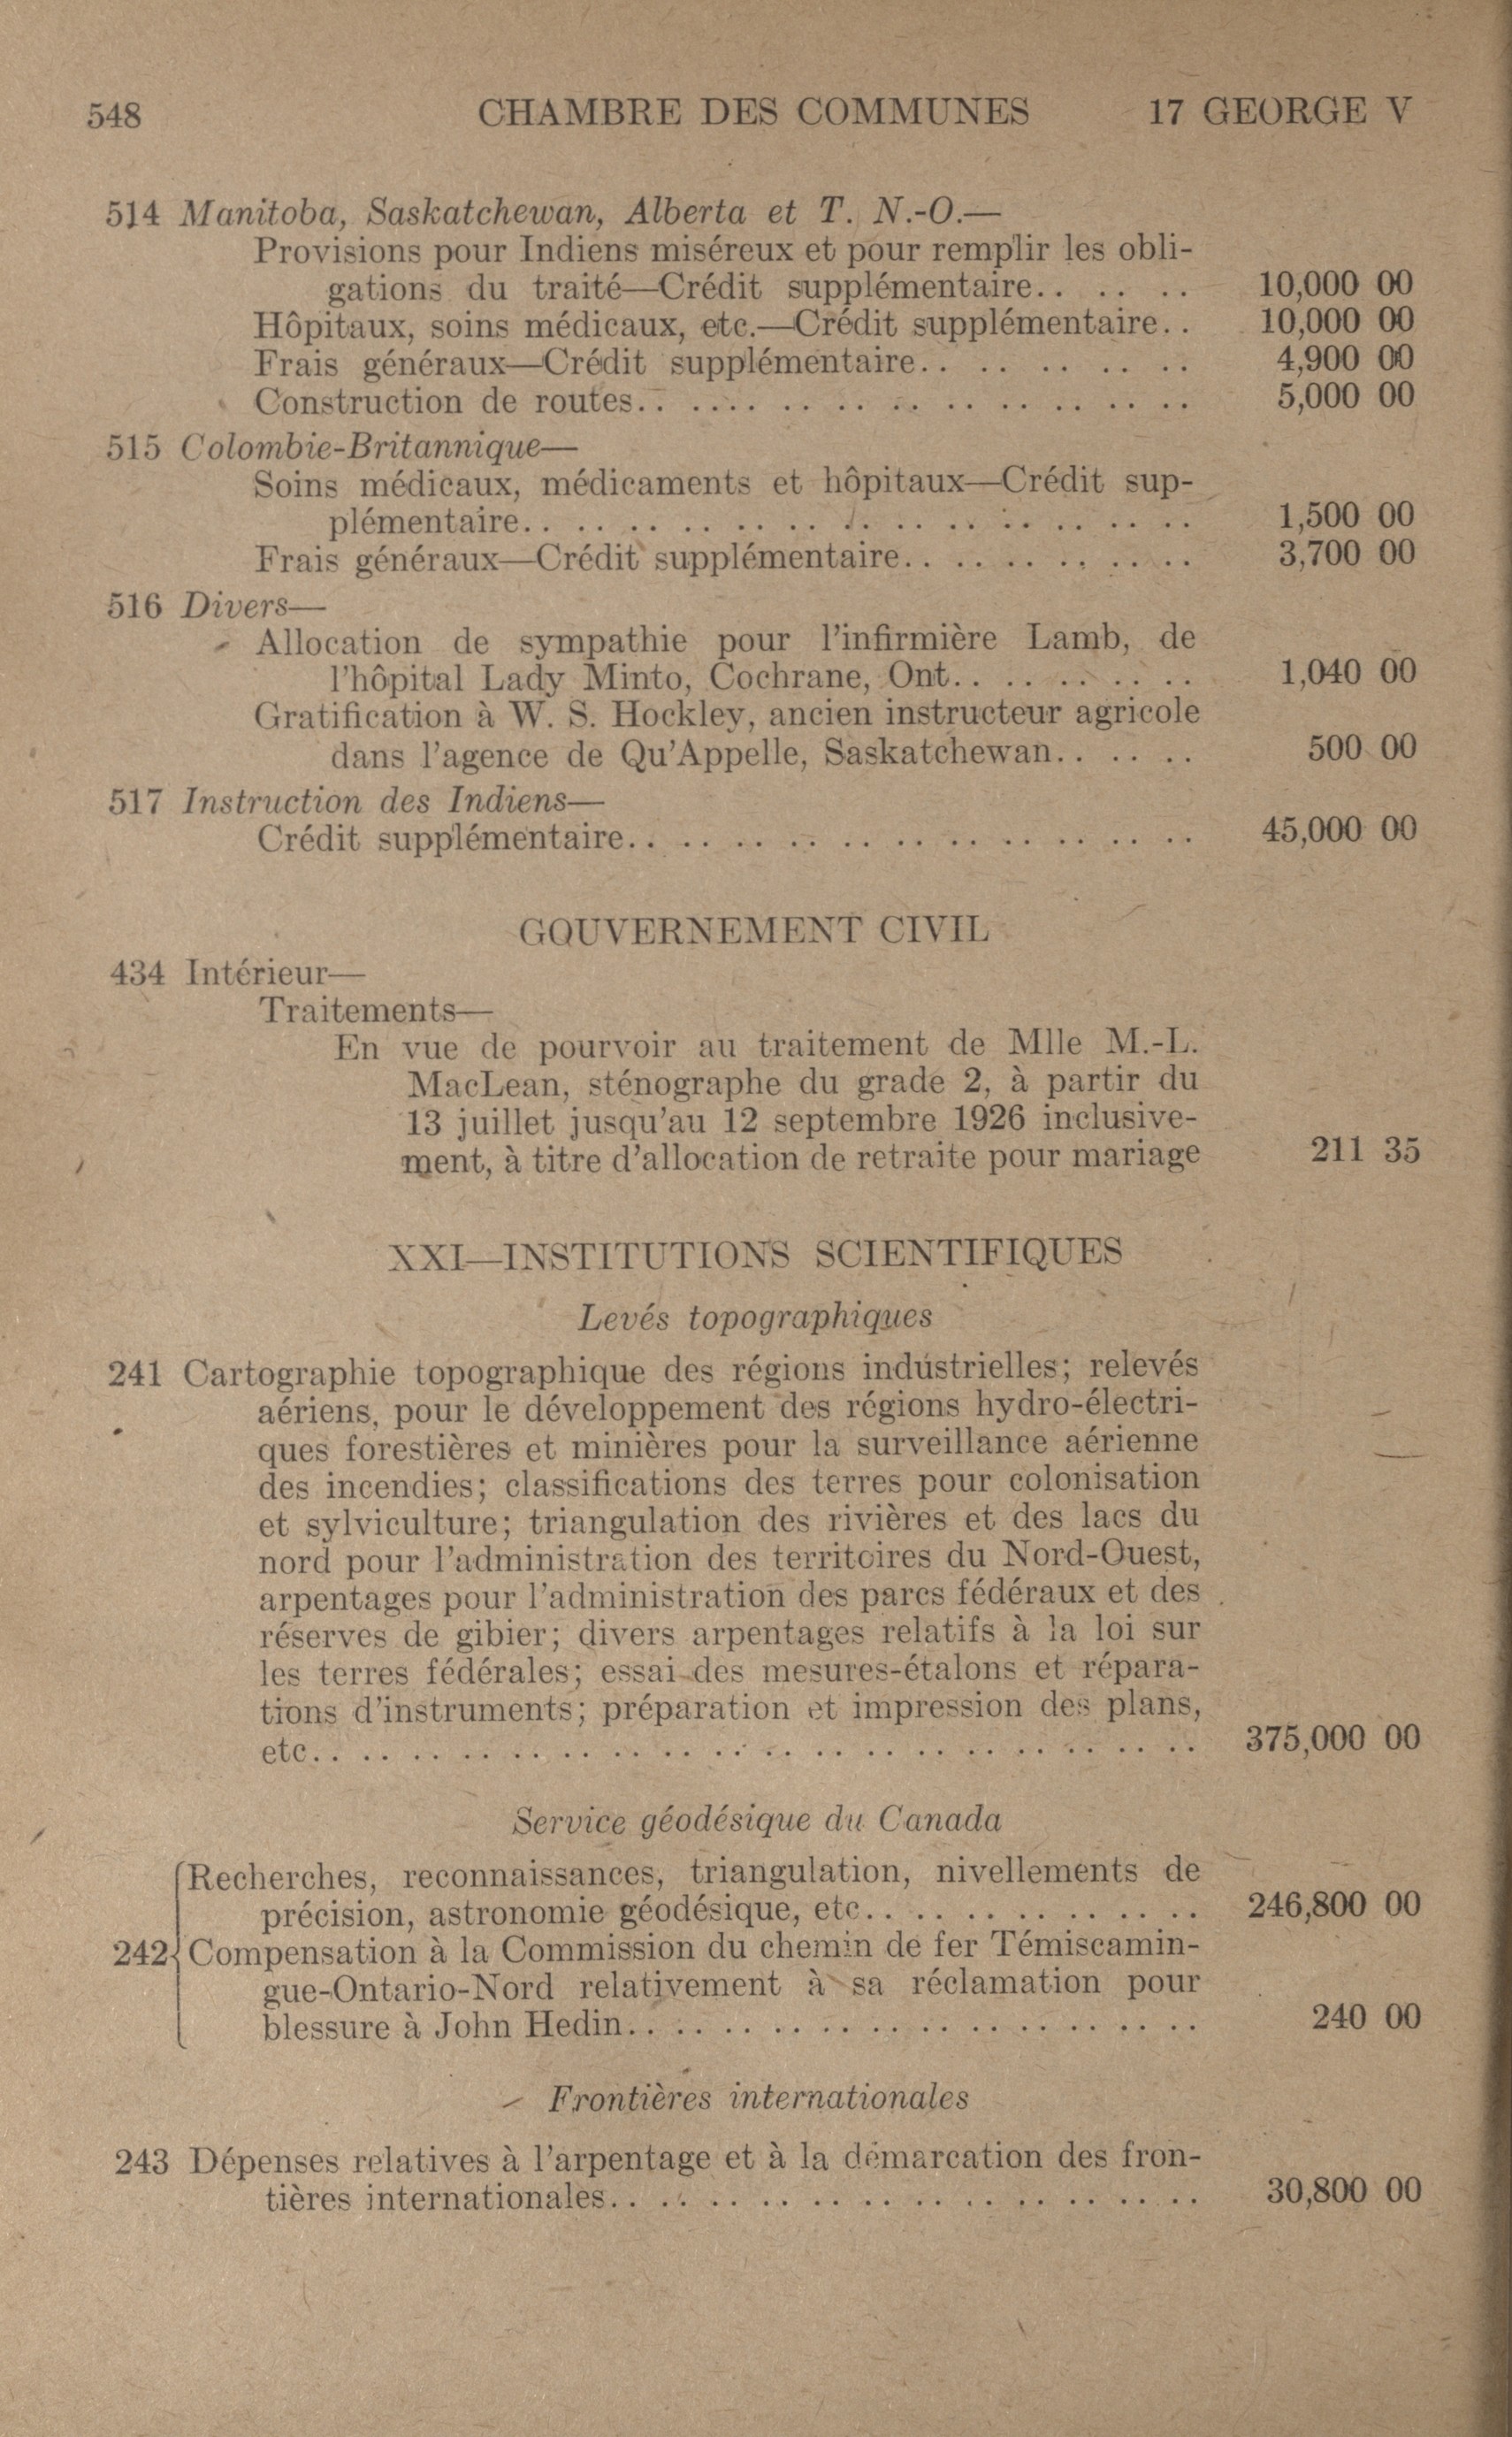 548 CHAMBRE DES COMMUNES 17 GEORGE V
514 Manitoba, Saskatchewan, Alberta et T. N.-O.—
Provisions pour Indiens miséreux et pour remplir les obli-
gations du traité—Crédit supplémentaire.. .. .. .. 10,000 00
Hôpitaux, soins médicaux, etc.—Crédit supplémentaire.. 10,000 00
Frais généraux—Crédit supplémentaire.. .. .. .. .. .. 4,900 00
Construction de routes.. .. .. .. .. .. .. .. .. .. .. 5,000 00
515 Colombie-Britannique—
Soins médicaux, médicaments et hôpitaux—Crédit sup-
plémentaire.. .. .. .. .. .. .. .. .. .. .. .. .. 1,500 00
Frais généraux—Crédit supplémentaire.. .. .. .. .. .. 3,700 00
516 Divers—
Allocation de sympathie pour l'infirmière Lamb, de
l'hôpital Lady Minto, Cochrane, Ont.. .. .. .. .. 1,040 00
Gratification à W. S. Hockley, ancien instructeur agricole
dans l'agence de Qu'Appelle, Saskatchewan.. .. .. 500 00
517 Instruction des Indiens—
Crédit supplémentaire.. .. .. .. .. .. .. .. .. .. .. 45,000 00
GOUVERNEMENT CIVIL
434 Intérieur—
Traitements—
En vue de pourvoir au traitement de Mlle M.-L.
MacLean, sténographe du grade 2, à partir du
13 juillet jusqu'au 12 septembre 1926 inclusive-
ment, à titre d'allocation de retraite pour mariage 211 35
XXI—INSTITUTIONS SCIENTIFIQUES
Levés topographiques
241 Cartographie topographique des régions industrielles; relevés
aériens, pour le développement des régions hydro-électri-
ques forestières et minières pour la surveillance aérienne
des incendies; classifications des terres pour colonisation
et sylviculture; triangulation des rivières et des lacs du
nord pour l'administration des territoires du Nord-Ouest,
arpentages pour l'administration des parcs fédéraux et des
réserves de gibier; divers arpentages relatifs à la loi sur
les terres fédérales; essai des mesures-étalons et répara-
tions d'instruments; préparation et impression des plans,
etc.. .. .. .. .. .. .. .. .. .. .. .. .. .. .. .. .. .. 375,000 00
Service géodésique du Canada
Recherches, reconnaissances, triangulation, nivellements de
précision, astronomie géodésique, etc.. .. .. .. .. .. .. 246,800 00
242 Compensation à la Commission du chemin de fer Témiscamin-
gue-Ontario-Nord relativement à sa réclamation pour
blessure à John Hedin.. .. .. .. .. .. .. .. .. .. .. .. 240 00
Frontières internationales
243 Dépenses relatives à l'arpentage et à la démarcation des fron-
tières internationales.. .. .. .. .. .. .. .. .. .. .. .. 30,800 00